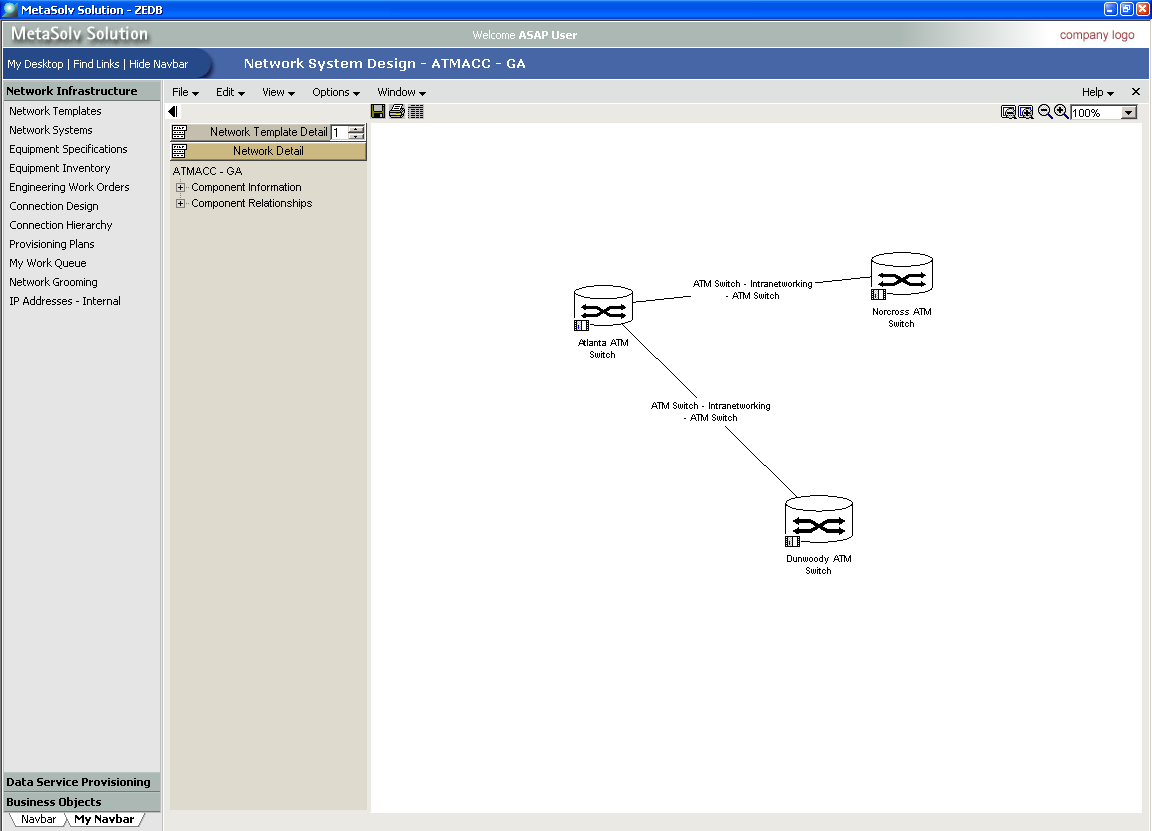 MetaSolv Solution - ZEDB
MetaSolv Solution
Welcome ASAP User
company logo
My Desktop | Find Links | Hide Navbar
Network System Design - ATMACC - GA
Network Infrastructure
Network Templates
Network Systems
Equipment Specifications
Equipment Inventory
Engineering Work Orders
Connection Design
Connection Hierarchy
Provisioning Plans
My Work Queue
Network Grooming
IP Addresses - Internal
Data Service Provisioning
Business Objects
Navbar
My Navbar
File
Edit
View
Options
Window
Help
100%
Network Template Detail 1
Network Detail
ATMACC - GA
Component Information
Component Relationships
ATM Switch - Intranetworking
- ATM Switch
Norcross ATM
Switch
Atlanta ATM
Switch
ATM Switch - Intranetworking
- ATM Switch
Dunwoody ATM
Switch